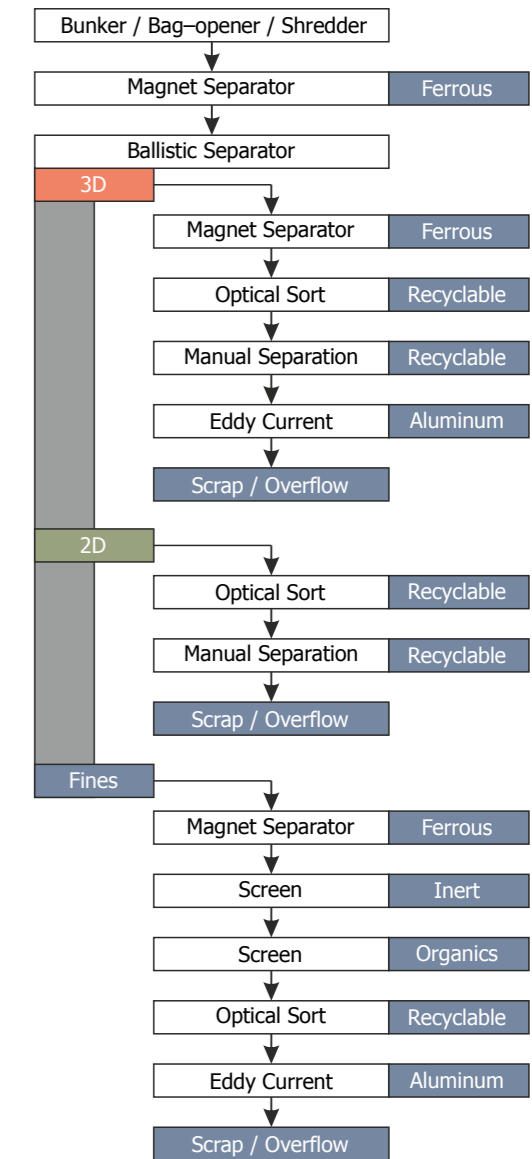 Bunker / Bag–opener / Shredder
Magnet Separator Ferrous
Ballistic Separator
3D
Magnet Separator Ferrous
Optical Sort Recyclable
Manual Separation Recyclable
Eddy Current Aluminum
Scrap / Overflow
2D
Optical Sort Recyclable
Manual Separation Recyclable
Scrap / Overflow
Fines
Magnet Separator Ferrous
Screen Inert
Screen Organics
Optical Sort Recyclable
Eddy Current Aluminum
Scrap / Overflow